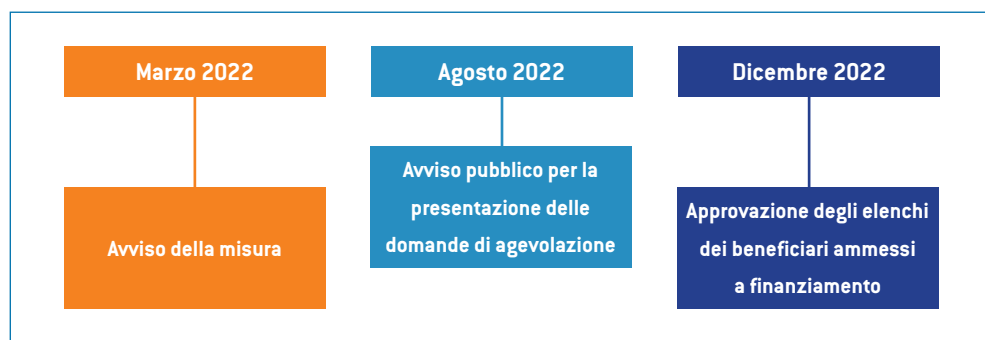 Marzo 2022
Avviso della misura
Agosto 2022
Avviso pubblico per la
presentazione delle
domande di agevolazione
Dicembre 2022
Approvazione degli elenchi
dei beneficiari ammessi
a finanziamento